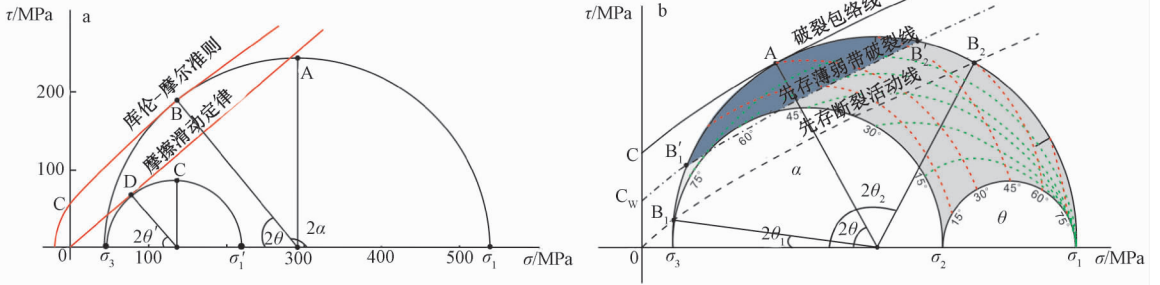 τ/MPa
a
库伦-摩尔准则
摩擦滑动定律
200
100
A
B
C
D
C
2θ′
2θ
2α
0
σ₃
100
σ₁′
300
400
500
σ₁
σ/MPa
τ/MPa
b
破裂包络线
先存薄弱带破裂线
先存断裂活动线
A
B₂′
B₂
C
C_W
B₁′
B₁
75°
60°
45°
30°
15°
α
2θ₂
2θ
2θ₁
15°
30°
45°
60°
75°
θ
0
σ₃
σ₂
σ₁
σ/MPa